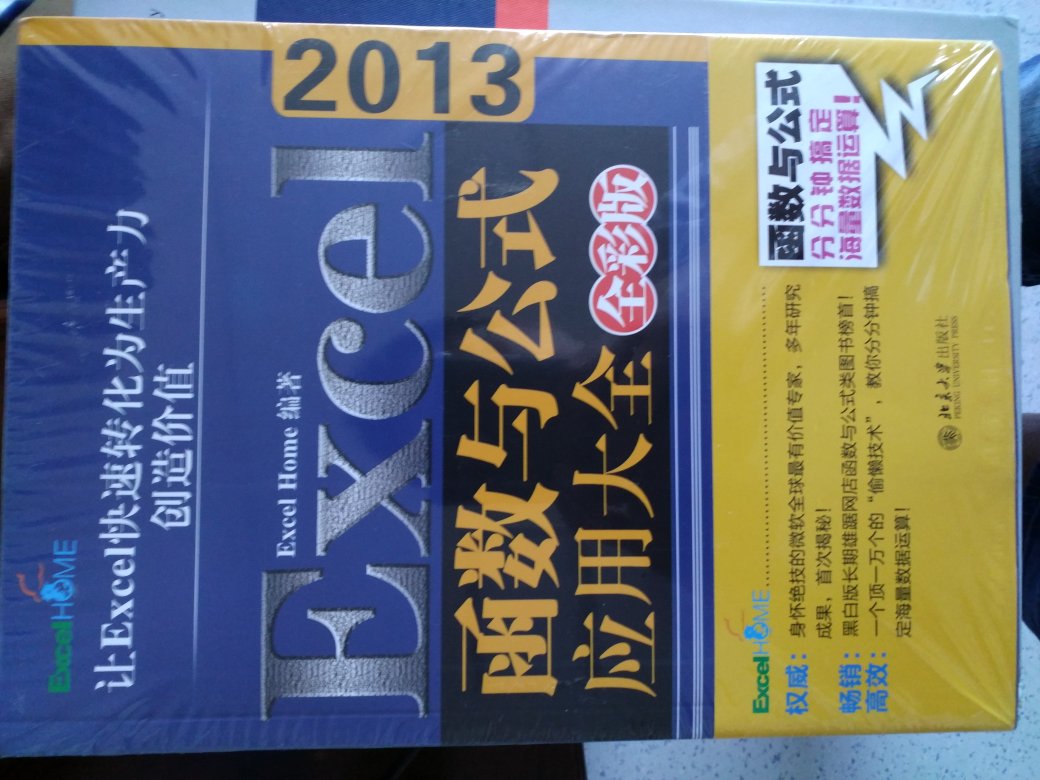 ExcelHOME
让Excel快速转化为生产力
创造价值
2013
Excel Home 编著
Excel
函数与公式
应用大全
全彩版
函数与公式
分分钟搞定
海量数据运算!
ExcelHOME
权威：身怀绝技的微软全球最有价值专家，多年研究
成果，首次揭秘！
畅销：黑白版长期雄踞网店函数与公式类图书榜首！
高效：一个顶一万个的“偷懒技术”，教你分分钟搞
定海量数据运算！
北京大学出版社
PEKING UNIVERSITY PRESS